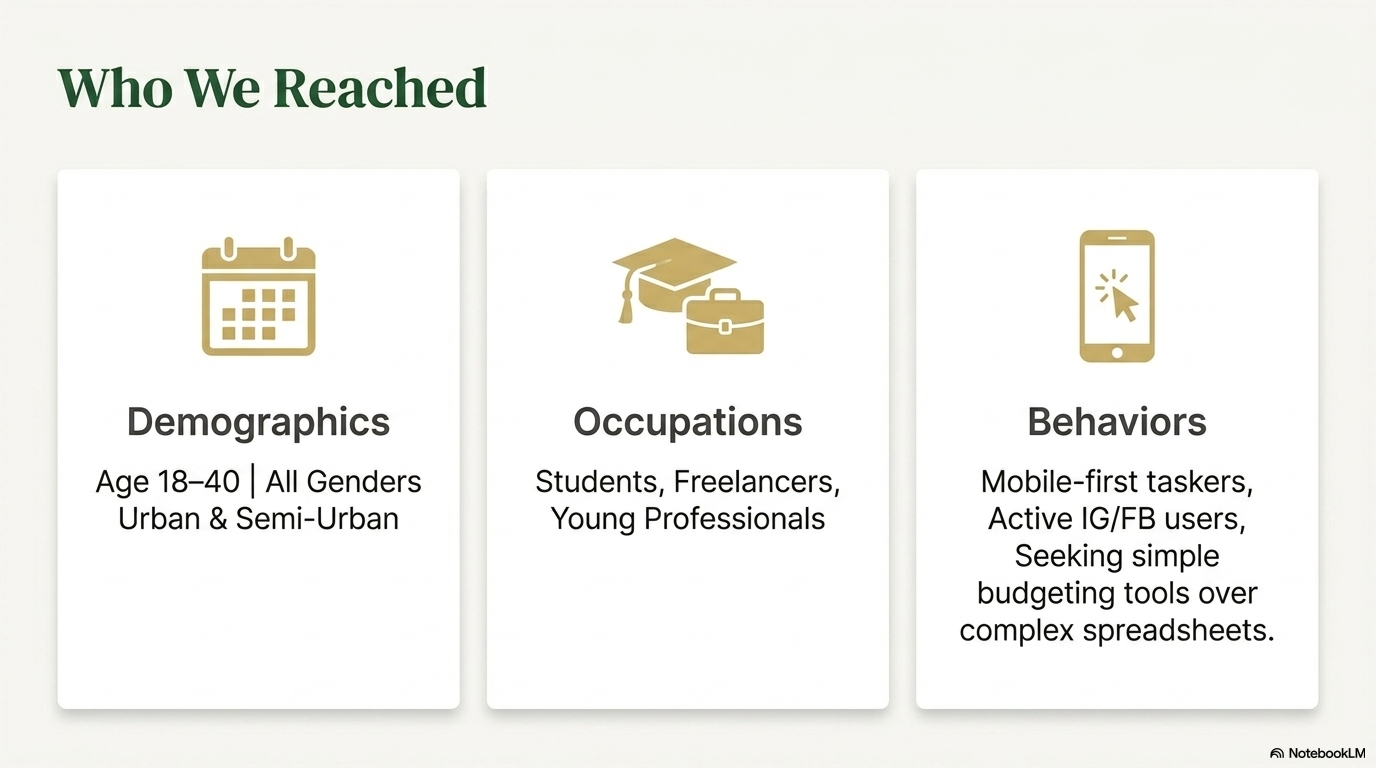 Who We Reached
Demographics
Age 18–40 | All Genders
Urban & Semi-Urban
Occupations
Students, Freelancers,
Young Professionals
Behaviors
Mobile-first taskers,
Active IG/FB users,
Seeking simple
budgeting tools over
complex spreadsheets.
NotebookLM